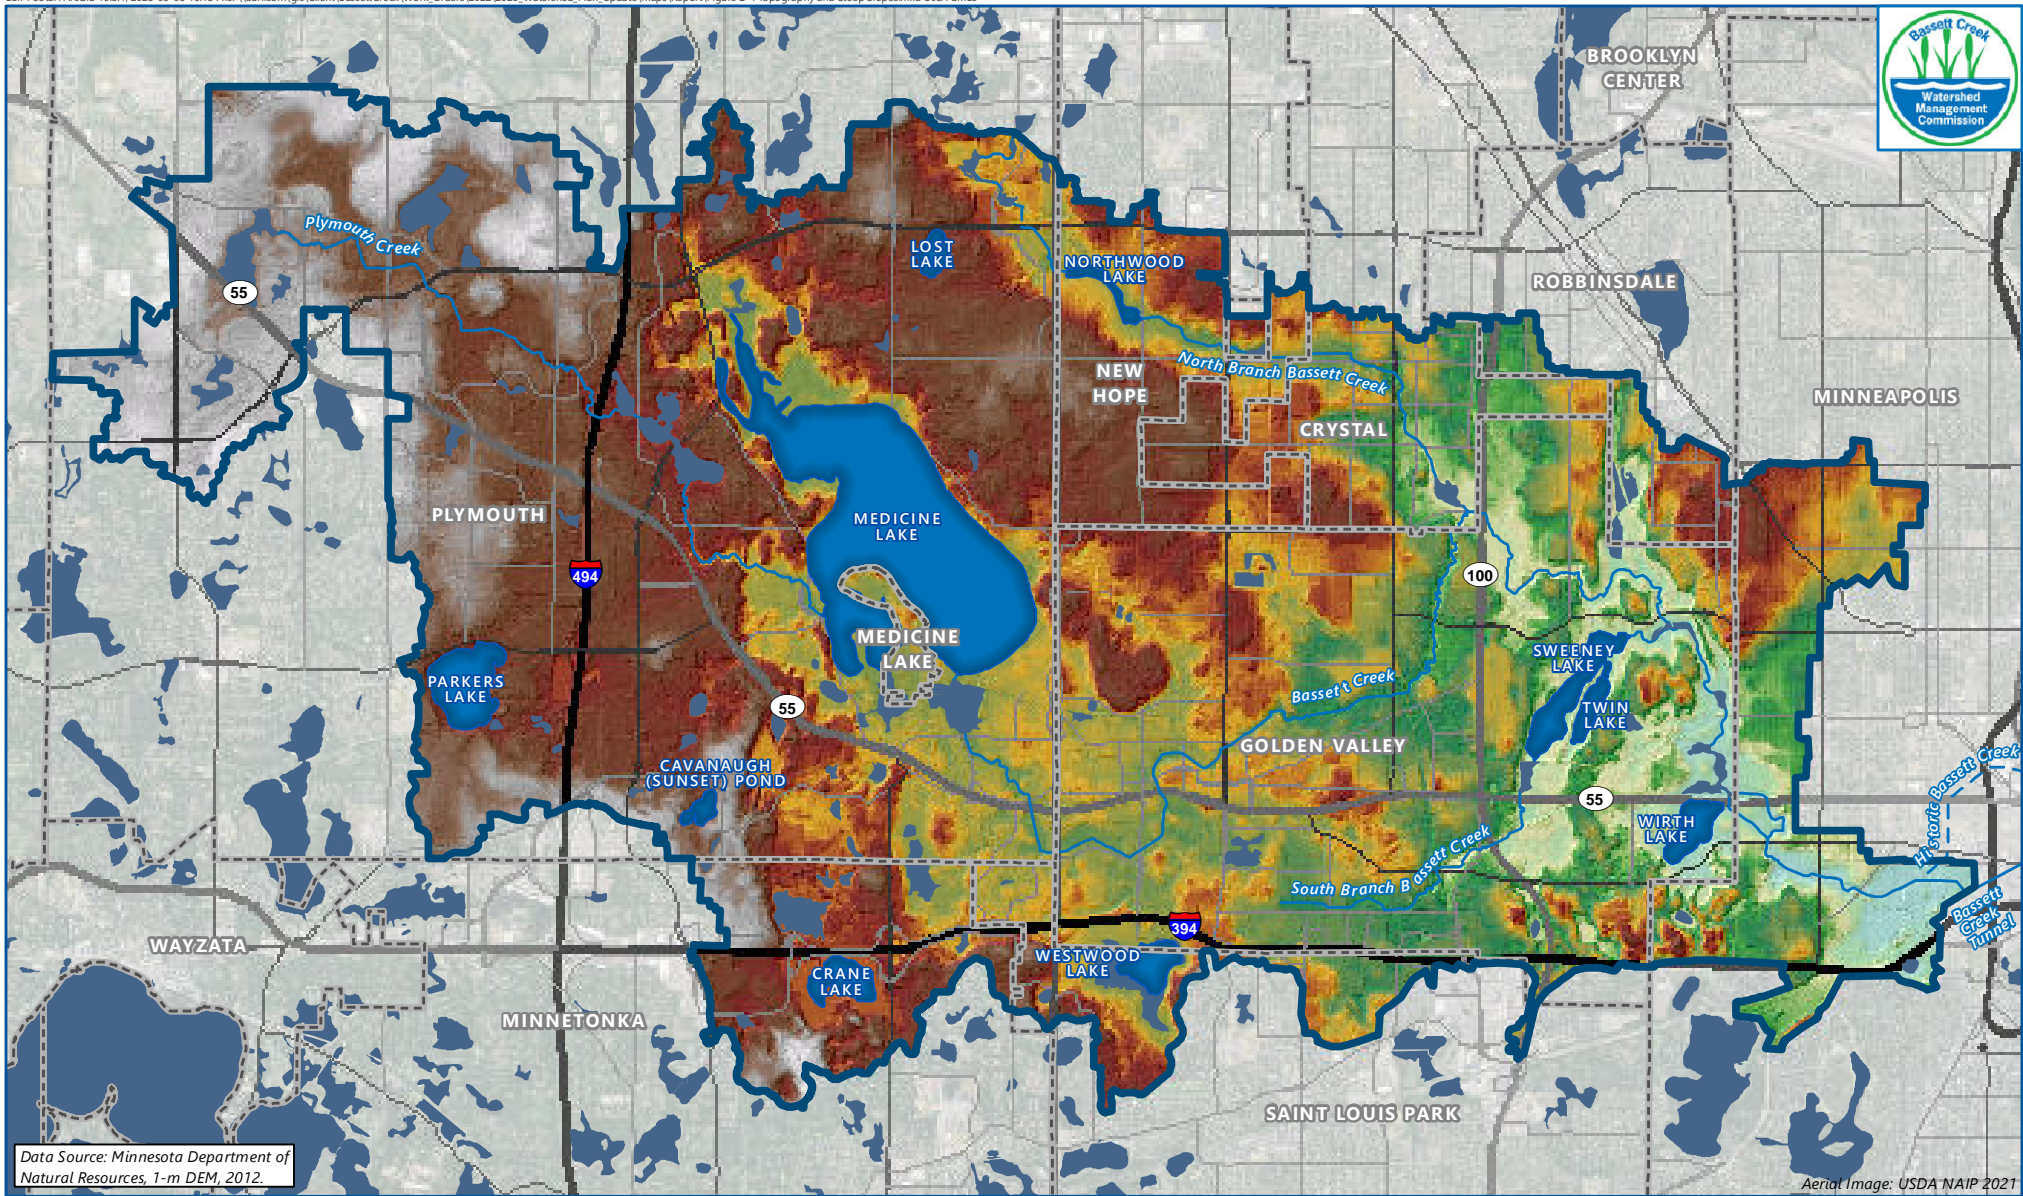 Bassett Creek
Watershed
Management
Commission
BROOKLYN
CENTER
Plymouth Creek
55
LOST
LAKE
NORTHWOOD
LAKE
ROBBINSDALE
NEW
HOPE
North Branch Bassett Creek
CRYSTAL
MINNEAPOLIS
PLYMOUTH
MEDICINE
LAKE
494
100
MEDICINE
LAKE
SWEENEY
LAKE
PARKERS
LAKE
Bassett Creek
55
TWIN
LAKE
GOLDEN VALLEY
CAVANAUGH
(SUNSET) POND
55
Historic Bassett Creek
WIRTH
LAKE
South Branch Bassett Creek
Bassett
Creek
Tunnel
WAYZATA
394
WESTWOOD
LAKE
CRANE
LAKE
MINNETONKA
SAINT LOUIS PARK
Data Source: Minnesota Department of
Natural Resources, 1-m DEM, 2012.
Aerial Image: USDA NAIP 2021